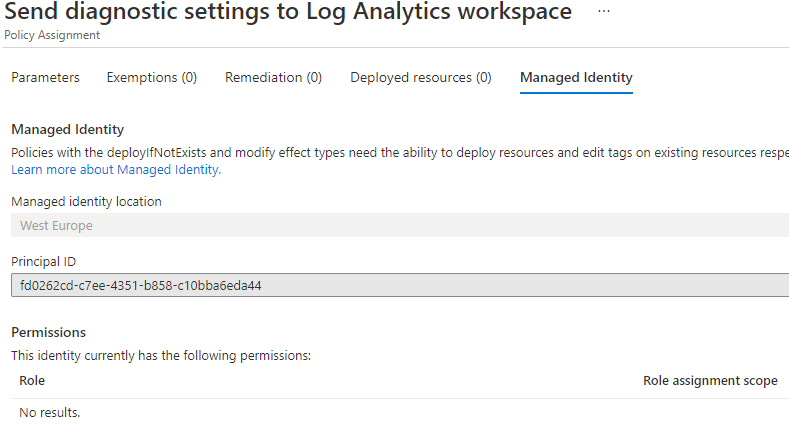 Send diagnostic settings to Log Analytics workspace ...
Policy Assignment
Parameters Exemptions (0) Remediation (0) Deployed resources (0) Managed Identity
Managed Identity
Policies with the deployIfNotExists and modify effect types need the ability to deploy resources and edit tags on existing resources respe
Learn more about Managed Identity.
Managed identity location
West Europe
Principal ID
fd0262cd-c7ee-4351-b858-c10bba6eda44
Permissions
This identity currently has the following permissions:
Role Role assignment scope
No results.